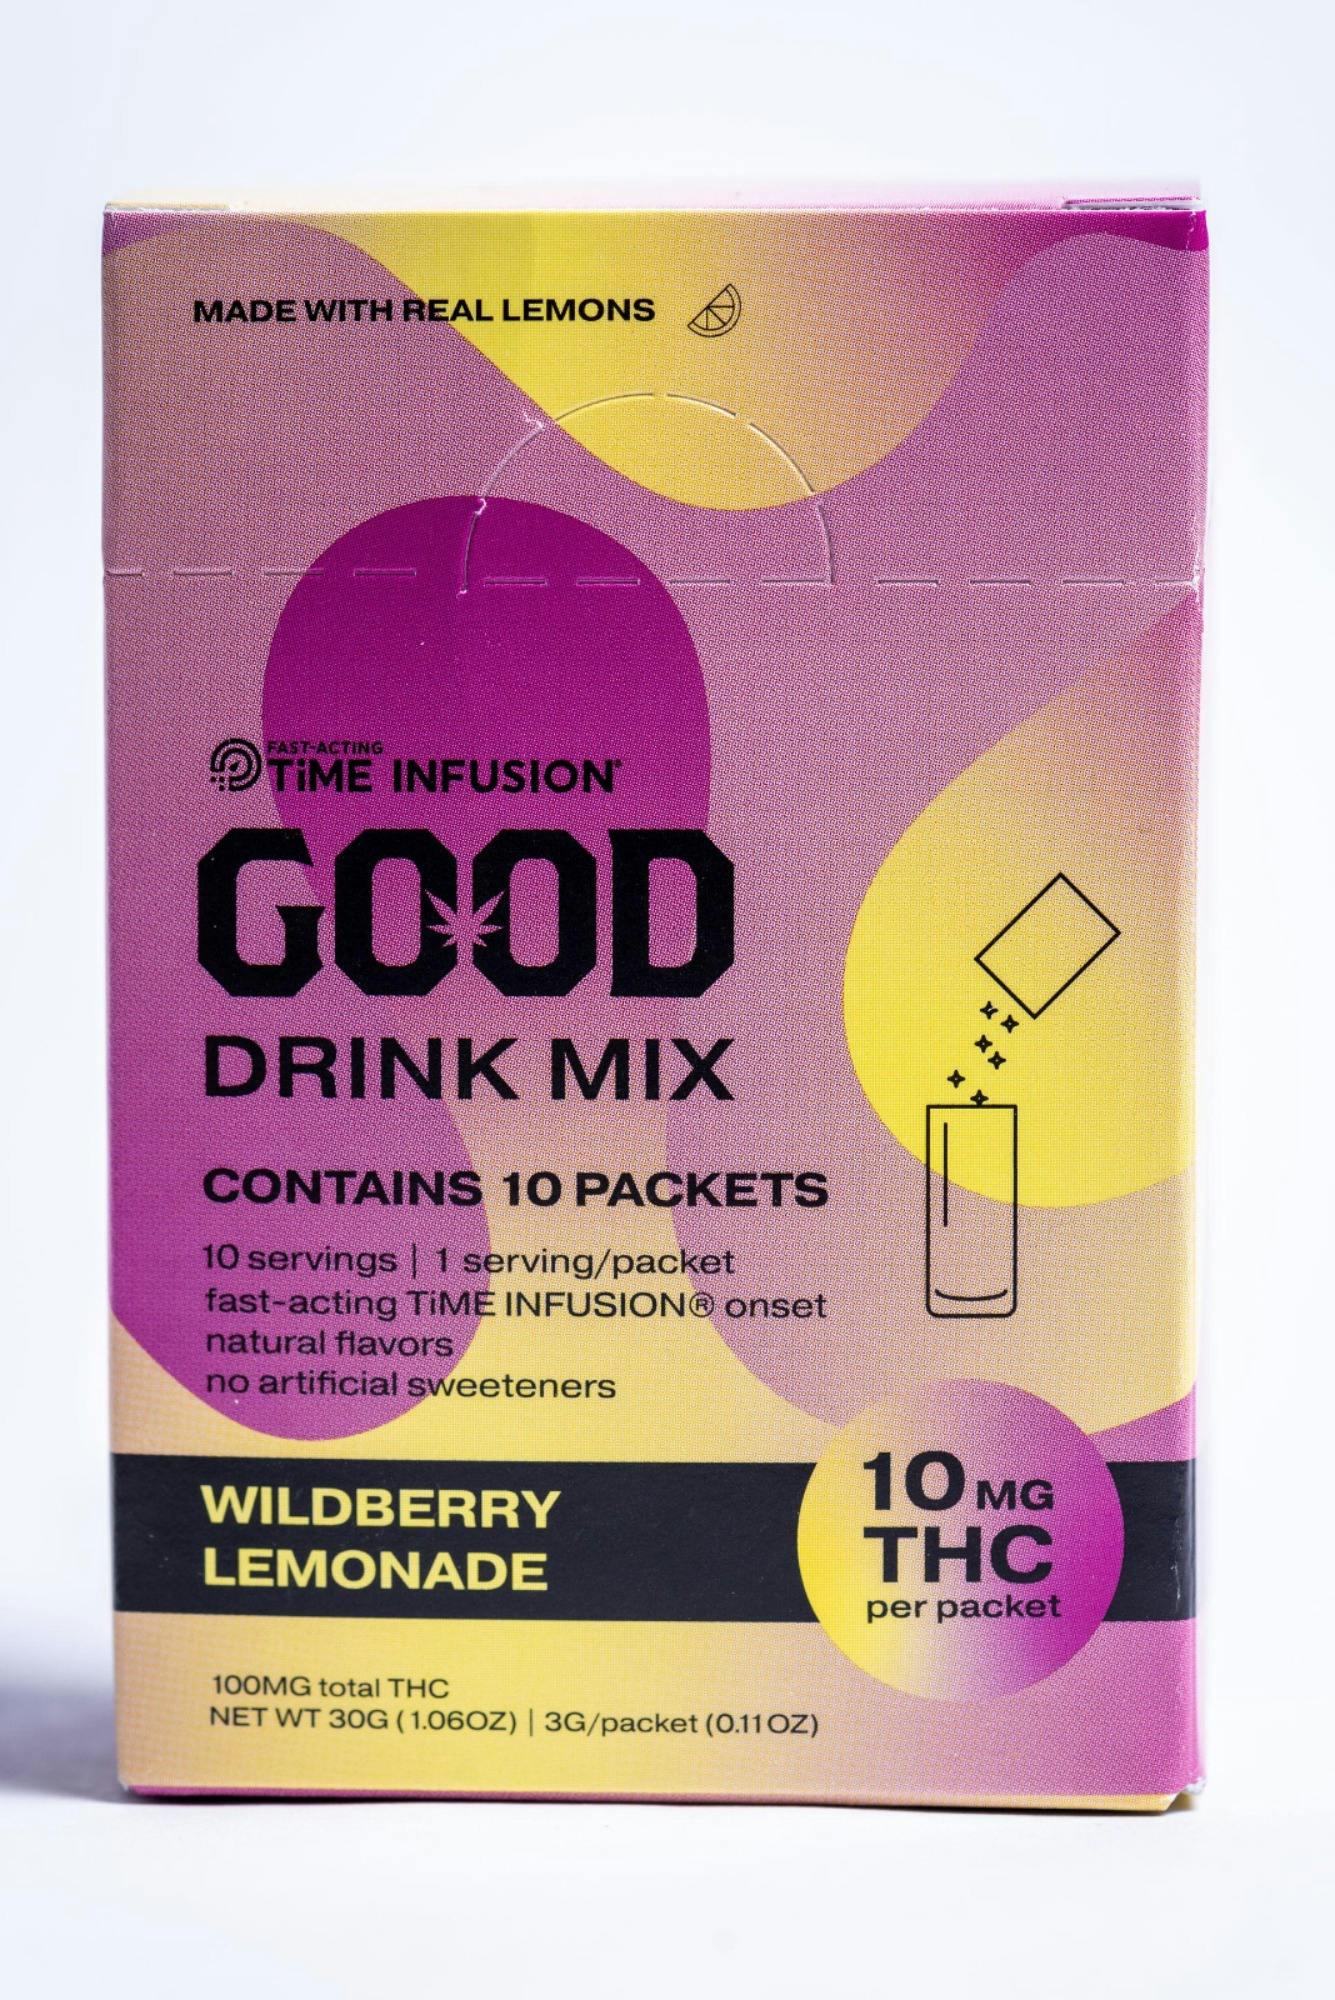 MADE WITH REAL LEMONS
FAST-ACTING
TiME INFUSION®
GOOD
DRINK MIX
CONTAINS 10 PACKETS
10 servings | 1 serving/packet
fast-acting TiME INFUSION® onset
natural flavors
no artificial sweeteners
WILDBERRY
LEMONADE
10 MG
THC
per packet
100MG total THC
NET WT 30G (1.06OZ) | 3G/packet (0.11OZ)